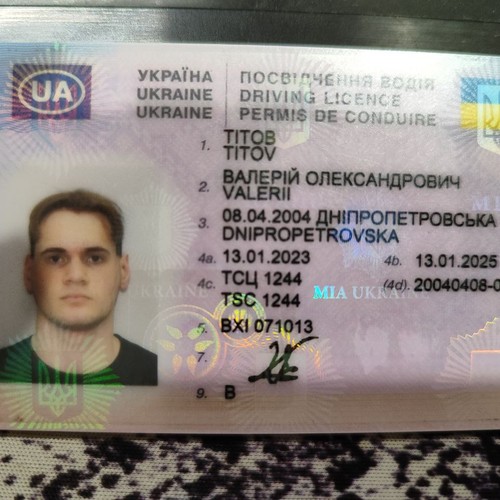 UA
УКРАЇНА ПОСВІДЧЕННЯ ВОДІЯ
UKRAINE DRIVING LICENCE
UKRAINE PERMIS DE CONDUIRE
1. ТІТОВ
TITOV
2. ВАЛЕРІЙ ОЛЕКСАНДРОВИЧ
VALERII
3. 08.04.2004 ДНІПРОПЕТРОВСЬКА
DNIPROPETROVSKA
4a. 13.01.2023 4b. 13.01.2025
4c. ТСЦ 1244 (4d). 20040408-0
TSC 1244
MIA UKRAINE
5. BXI 071013
7.
9. B